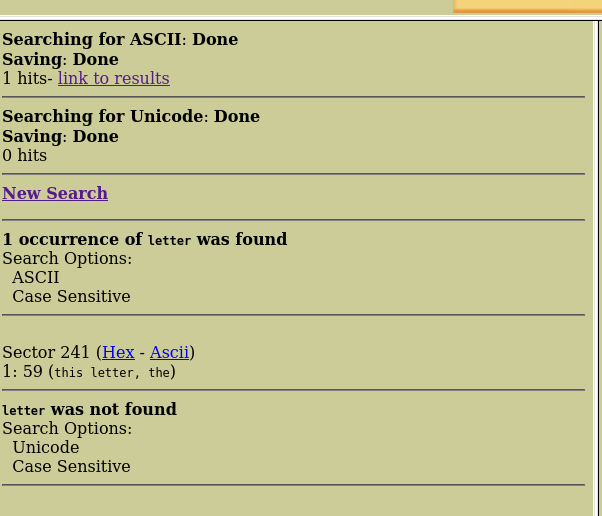 Searching for ASCII: Done
Saving: Done
1 hits- link to results
Searching for Unicode: Done
Saving: Done
0 hits
New Search
1 occurrence of letter was found
Search Options:
ASCII
Case Sensitive
Sector 241 (Hex - Ascii)
1: 59 (this letter, the)
letter was not found
Search Options:
Unicode
Case Sensitive